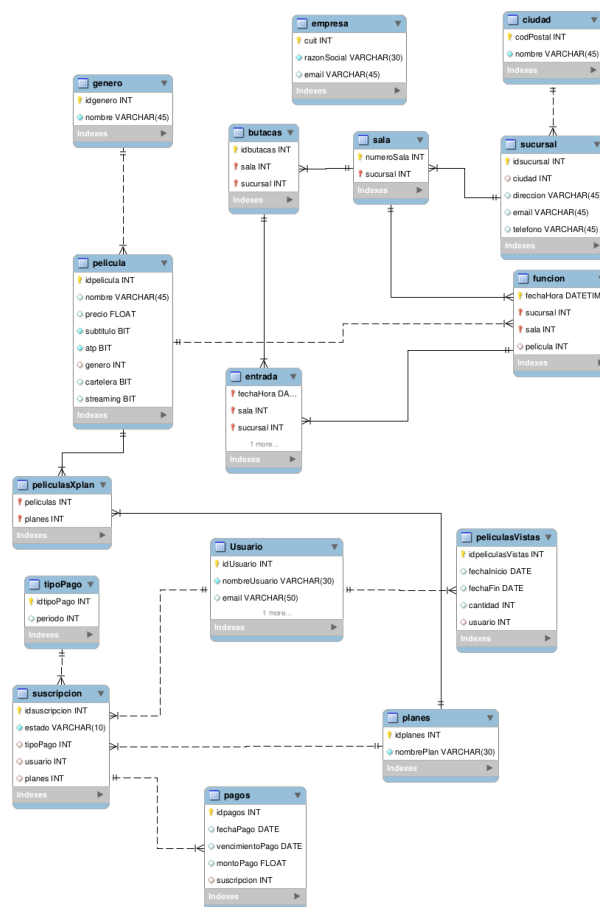 empresa
cuit INT
razonSocial VARCHAR(30)
email VARCHAR(45)
Indexes
ciudad
codPostal INT
nombre VARCHAR(45)
Indexes
genero
idgenero INT
nombre VARCHAR(45)
Indexes
butacas
idbutacas INT
sala INT
sucursal INT
Indexes
sala
numeroSala INT
sucursal INT
Indexes
sucursal
idsucursal INT
ciudad INT
direccion VARCHAR(45)
email VARCHAR(45)
telefono VARCHAR(45)
Indexes
pelicula
idpelicula INT
nombre VARCHAR(45)
precio FLOAT
subtitulo BIT
atp BIT
genero INT
cartelera BIT
streaming BIT
Indexes
funcion
fechaHora DATETIM
sucursal INT
sala INT
pelicula INT
Indexes
entrada
fechaHora DA...
sala INT
sucursal INT
1 more...
Indexes
peliculasXplan
peliculas INT
planes INT
Indexes
Usuario
idUsuario INT
nombreUsuario VARCHAR(30)
email VARCHAR(50)
1 more...
Indexes
peliculasVistas
idpeliculasVistas INT
fechaInicio DATE
fechaFin DATE
cantidad INT
usuario INT
Indexes
tipoPago
idtipoPago INT
periodo INT
Indexes
suscripcion
idsuscripcion INT
estado VARCHAR(10)
tipoPago INT
usuario INT
planes INT
Indexes
planes
idplanes INT
nombrePlan VARCHAR(30)
Indexes
pagos
idpagos INT
fechaPago DATE
vencimientoPago DATE
montoPago FLOAT
suscripcion INT
Indexes